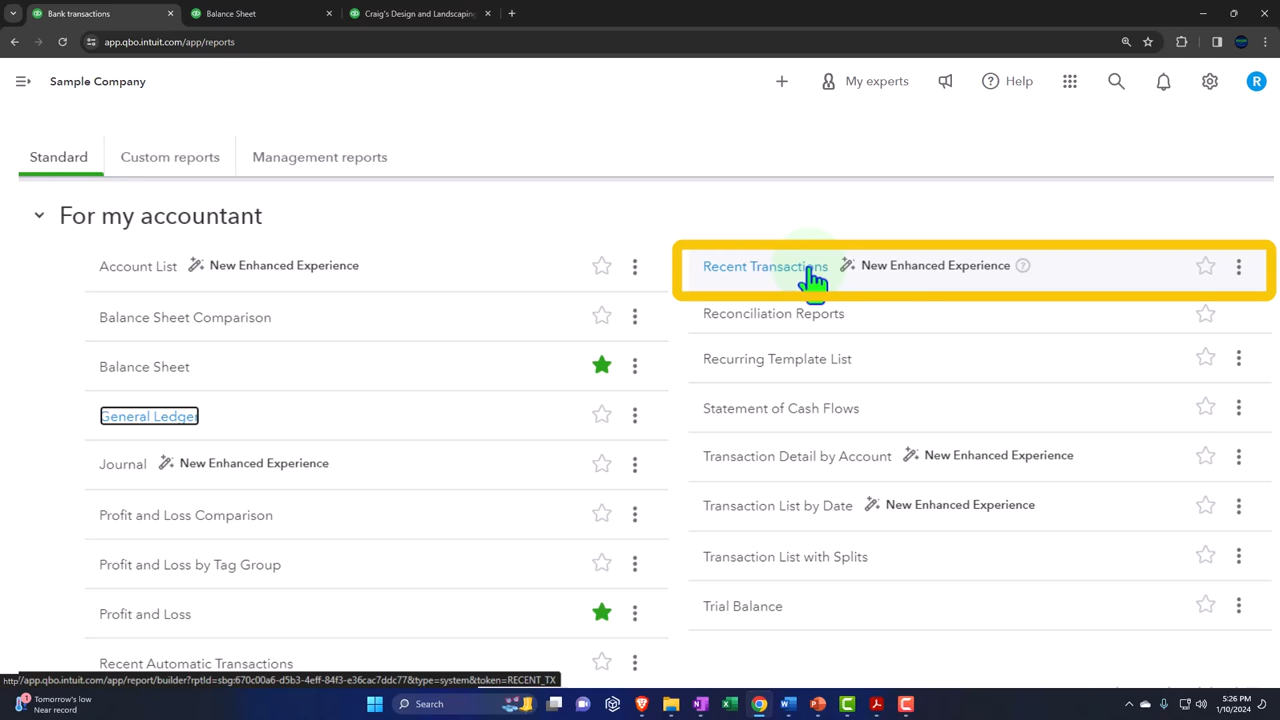 Bank transactions
Balance Sheet
Craig's Design and Landscaping
app.qbo.intuit.com/app/reports
Sample Company
My experts
Help
R
Standard
Custom reports
Management reports
For my accountant
Account List New Enhanced Experience
Balance Sheet Comparison
Balance Sheet
General Ledger
Journal New Enhanced Experience
Profit and Loss Comparison
Profit and Loss by Tag Group
Profit and Loss
Recent Automatic Transactions
Recent Transactions New Enhanced Experience
Reconciliation Reports
Recurring Template List
Statement of Cash Flows
Transaction Detail by Account New Enhanced Experience
Transaction List by Date New Enhanced Experience
Transaction List with Splits
Trial Balance
http/app.qbo.intuit.com/app/report/builder?rptId=sbg:670c00a6-d5b3-4eff-84f3-e36cac7ddc77&type=system&token=RECENT_TX
1
Tomorrow's low
Near record
Search
5:26 PM
1/10/2024